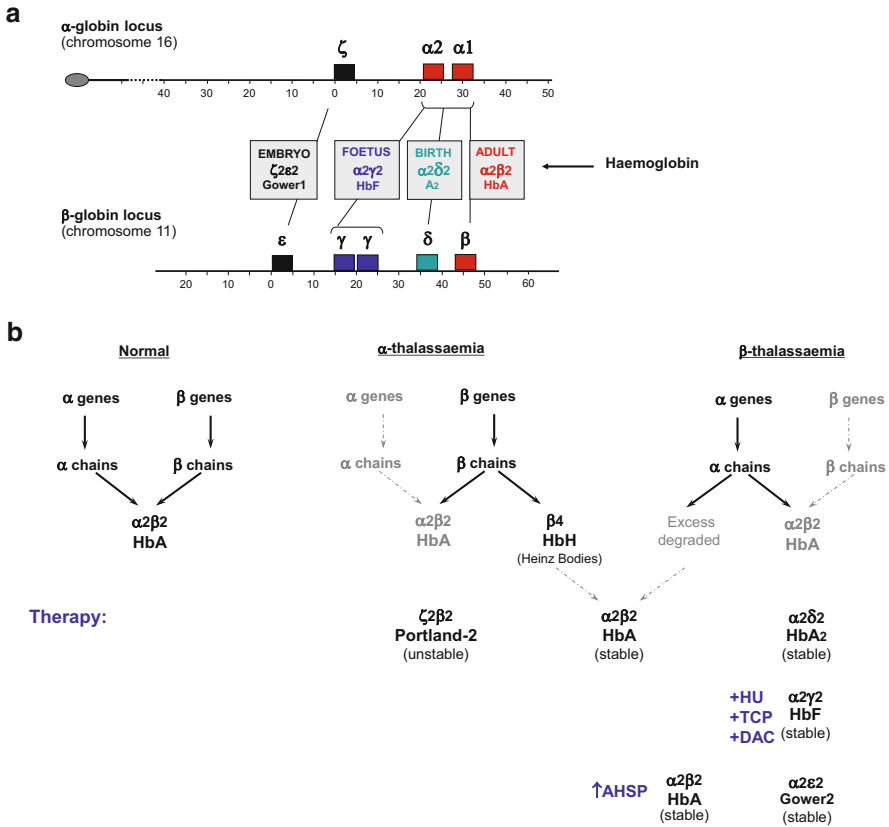 a
α-globin locus
(chromosome 16)
ζ α2 α1
40 30 20 10 0 10 20 30 40 50
EMBRYO
ζ2ε2
Gower1
FOETUS
α2γ2
HbF
BIRTH
α2δ2
A2
ADULT
α2β2
HbA
Haemoglobin
β-globin locus
(chromosome 11)
ε γ γ δ β
20 10 0 10 20 30 40 50 60
b
Normal α-thalassaemia β-thalassaemia
α genes β genes α genes β genes α genes β genes
α chains β chains α chains β chains α chains β chains
α2β2
HbA
α2β2
HbA
β4
HbH
(Heinz Bodies)
Excess
degraded
α2β2
HbA
Therapy:
ζ2β2
Portland-2
(unstable)
α2β2
HbA
(stable)
α2δ2
HbA2
(stable)
+HU
+TCP
+DAC
α2γ2
HbF
(stable)
↑AHSP
α2β2
HbA
(stable)
α2ε2
Gower2
(stable)